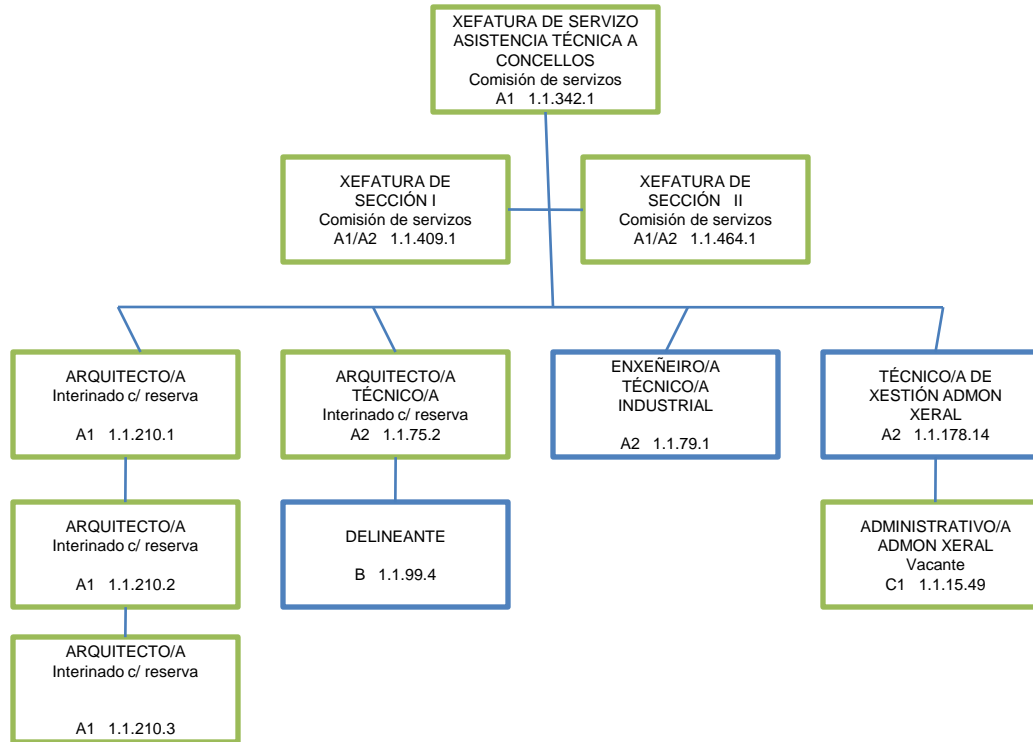 XEFATURA DE SERVIZO
ASISTENCIA TÉCNICA A
CONCELLOS
Comisión de servizos
A1 1.1.342.1
XEFATURA DE
SECCIÓN I
Comisión de servizos
A1/A2 1.1.409.1
XEFATURA DE
SECCIÓN II
Comisión de servizos
A1/A2 1.1.464.1
ARQUITECTO/A
Interinado c/ reserva
A1 1.1.210.1
ARQUITECTO/A
TÉCNICO/A
Interinado c/ reserva
A2 1.1.75.2
ENXEÑEIRO/A
TÉCNICO/A
INDUSTRIAL
A2 1.1.79.1
TÉCNICO/A DE
XESTIÓN ADMON
XERAL
A2 1.1.178.14
ARQUITECTO/A
Interinado c/ reserva
A1 1.1.210.2
DELINEANTE
B 1.1.99.4
ADMINISTRATIVO/A
ADMON XERAL
Vacante
C1 1.1.15.49
ARQUITECTO/A
Interinado c/ reserva
A1 1.1.210.3